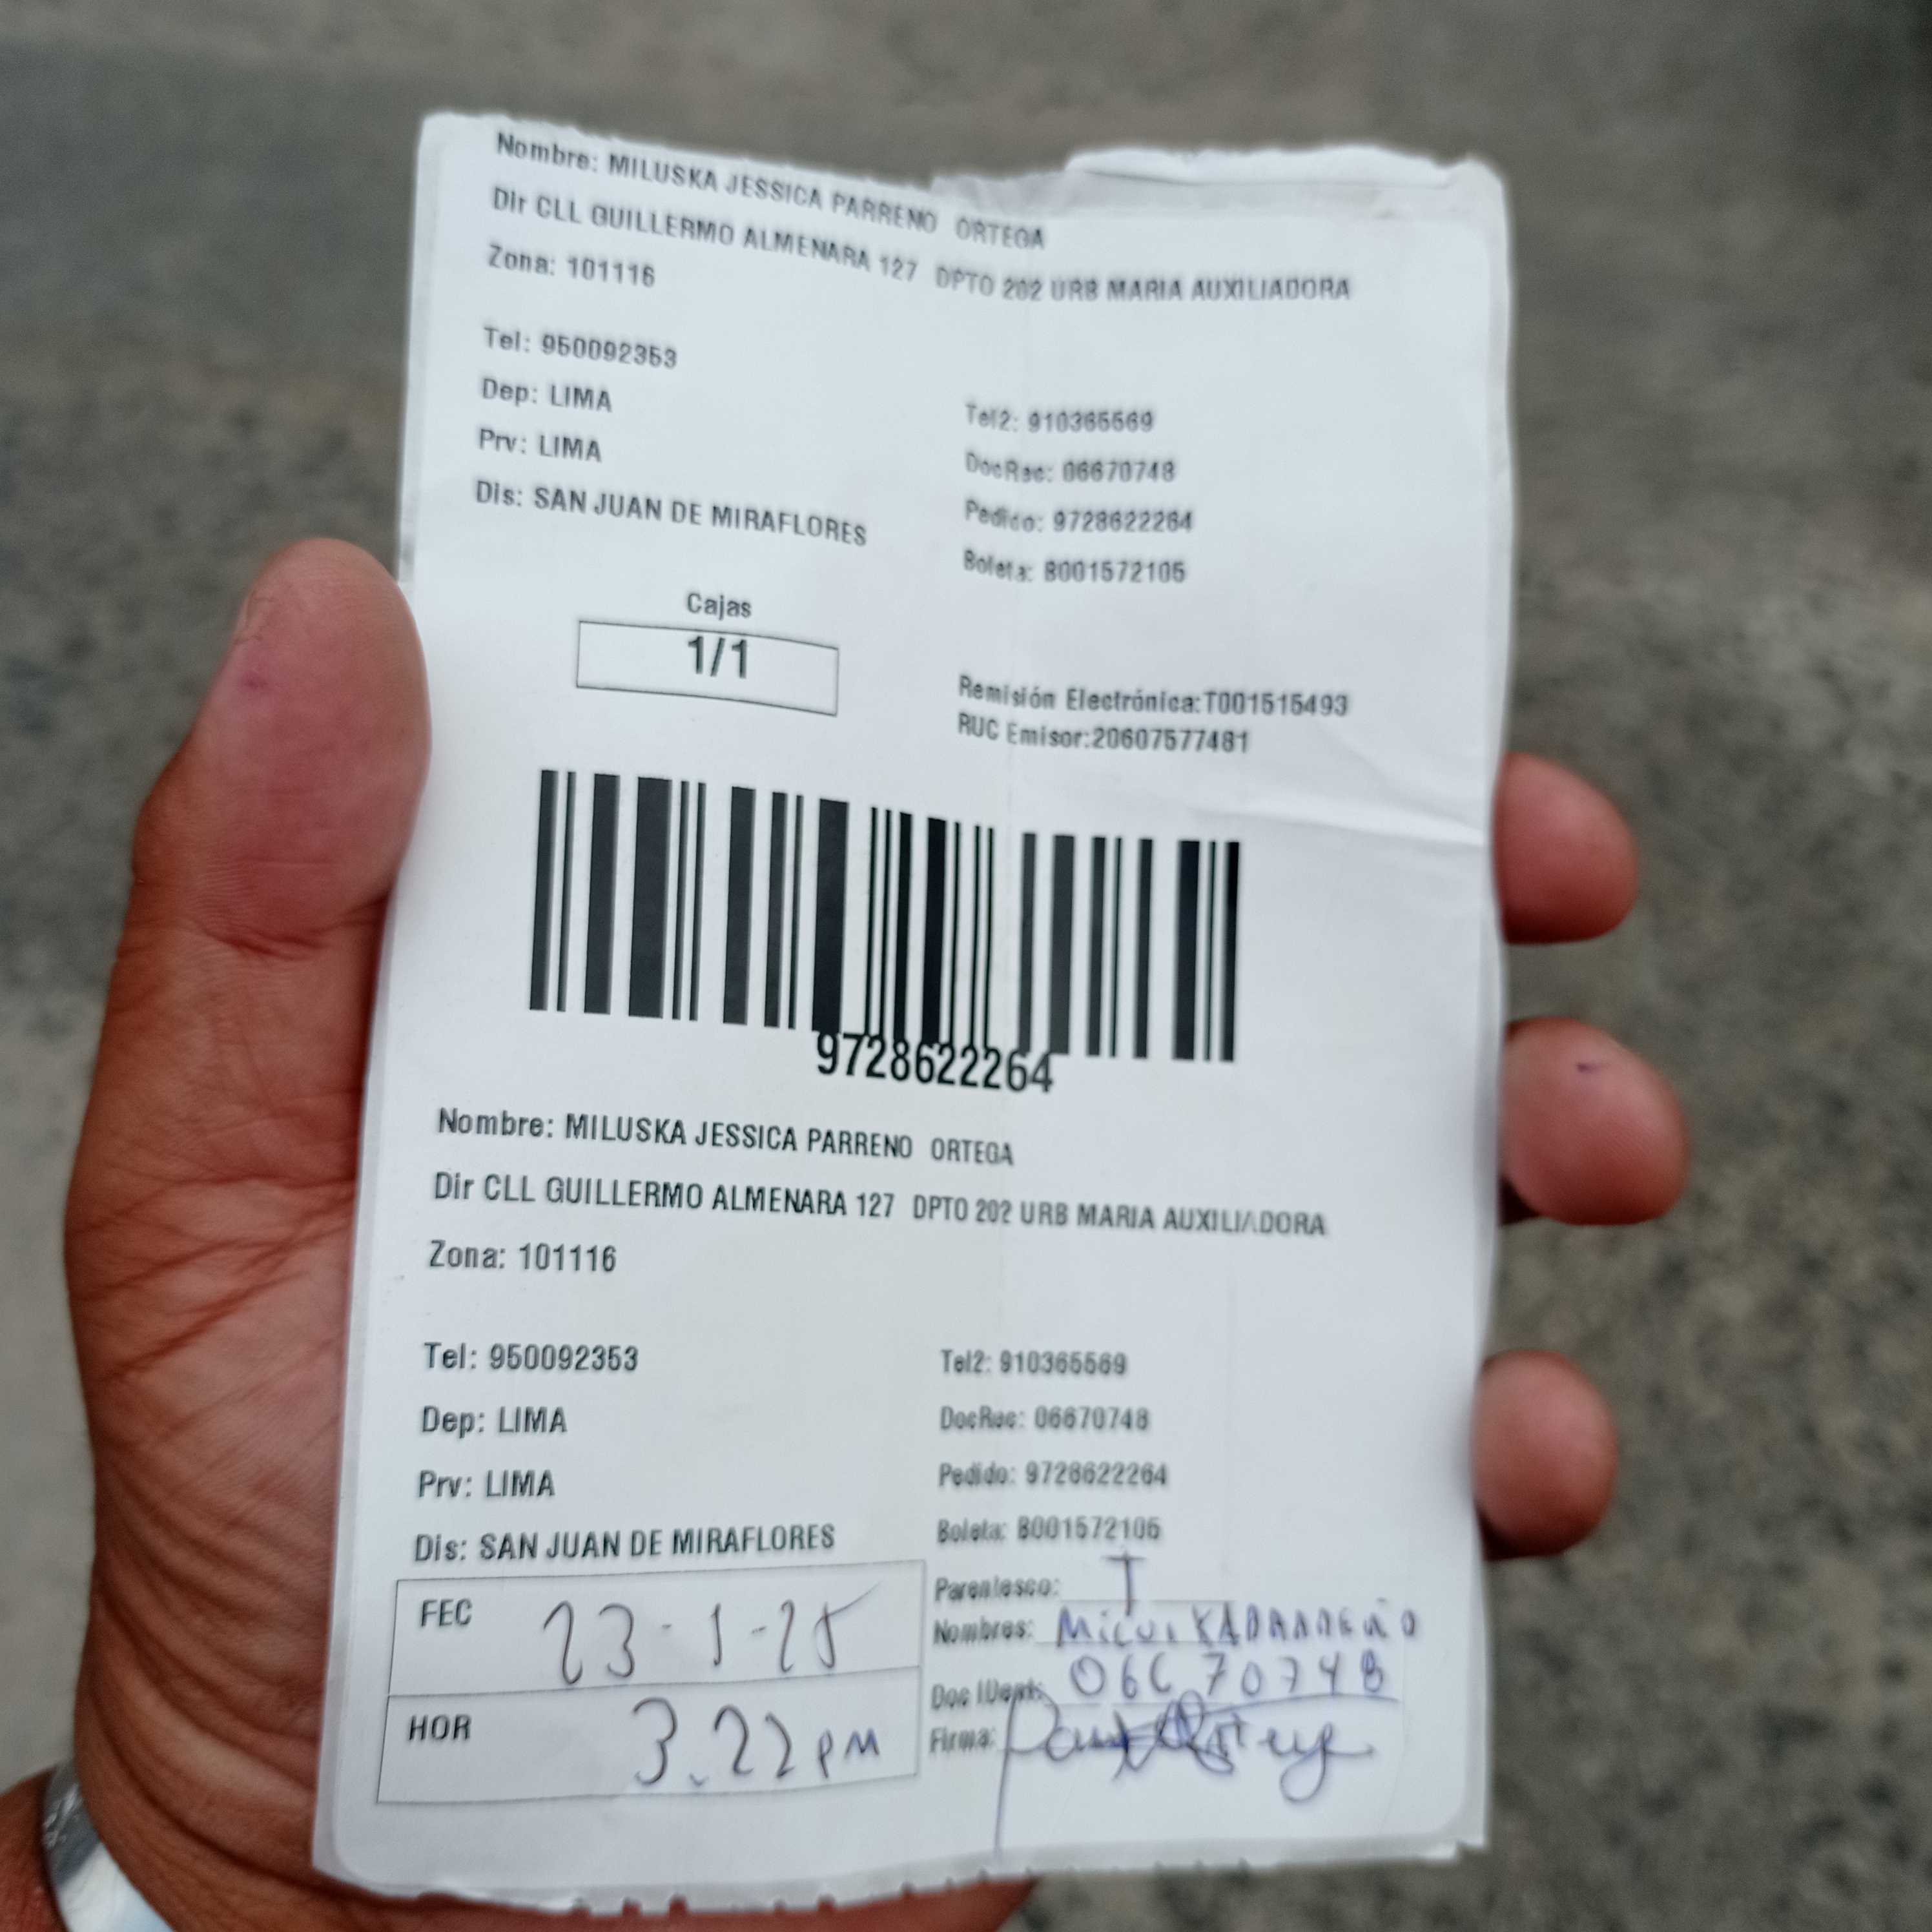 Nombre: MILUSKA JESSICA PARRENO ORTEGA
Dir CLL GUILLERMO ALMENARA 127 DPTO 202 URB MARIA AUXILIADORA
Zona: 101116
Tel: 950092353
Dep: LIMA
Prv: LIMA
Dis: SAN JUAN DE MIRAFLORES
Tel2: 910365569
DocRec: 06670748
Pedido: 9728622264
Boleta: B001572105
Cajas
1/1
Remisión Electrónica:T001515493
RUC Emisor:20607577481
9728622264
Nombre: MILUSKA JESSICA PARRENO ORTEGA
Dir CLL GUILLERMO ALMENARA 127 DPTO 202 URB MARIA AUXILIADORA
Zona: 101116
Tel: 950092353
Dep: LIMA
Prv: LIMA
Dis: SAN JUAN DE MIRAFLORES
Tel2: 910365569
DocRec: 06670748
Pedido: 9728622264
Boleta: B001572105
FEC 23-1-25
HOR 3.22 PM
Parentesco: T
Nombres:
Doc IDent: 06670748
Firma: